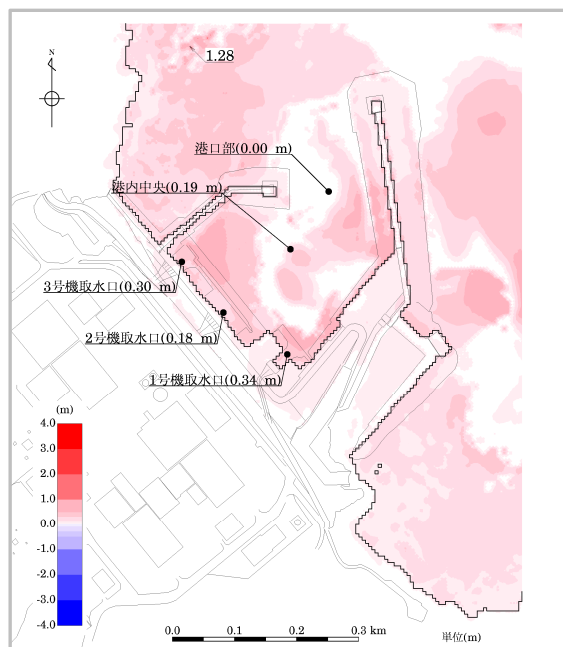 1.28
N
港口部(0.00 m)
港内中央(0.19 m)
3号機取水口(0.30 m)
2号機取水口(0.18 m)
1号機取水口(0.34 m)
(m)
4.0
3.0
2.0
1.0
0.0
-1.0
-2.0
-3.0
-4.0
0.0 0.1 0.2 0.3 km
単位(m)